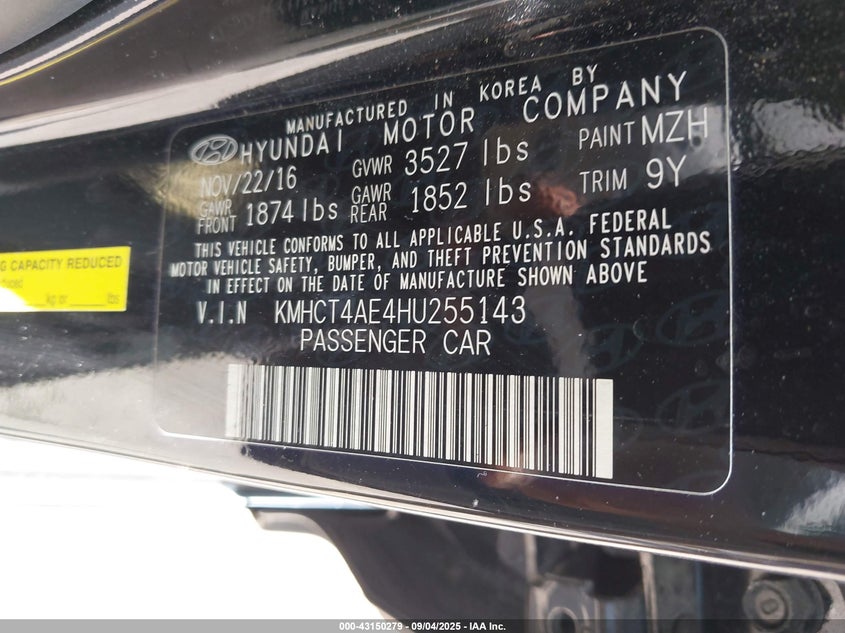 MANUFACTURED IN KOREA BY
HYUNDAI MOTOR COMPANY
NOV/22/16 GVWR 3527 lbs PAINT MZH
GAWR FRONT 1874 lbs GAWR REAR 1852 lbs TRIM 9Y
THIS VEHICLE CONFORMS TO ALL APPLICABLE U.S.A. FEDERAL
MOTOR VEHICLE SAFETY, BUMPER, AND THEFT PREVENTION STANDARDS
IN EFFECT ON THE DATE OF MANUFACTURE SHOWN ABOVE
V.I.N KMHCT4AE4HU255143
PASSENGER CAR
G CAPACITY REDUCED
kg or lbs
000-43150279 - 09/04/2025 - IAA Inc.